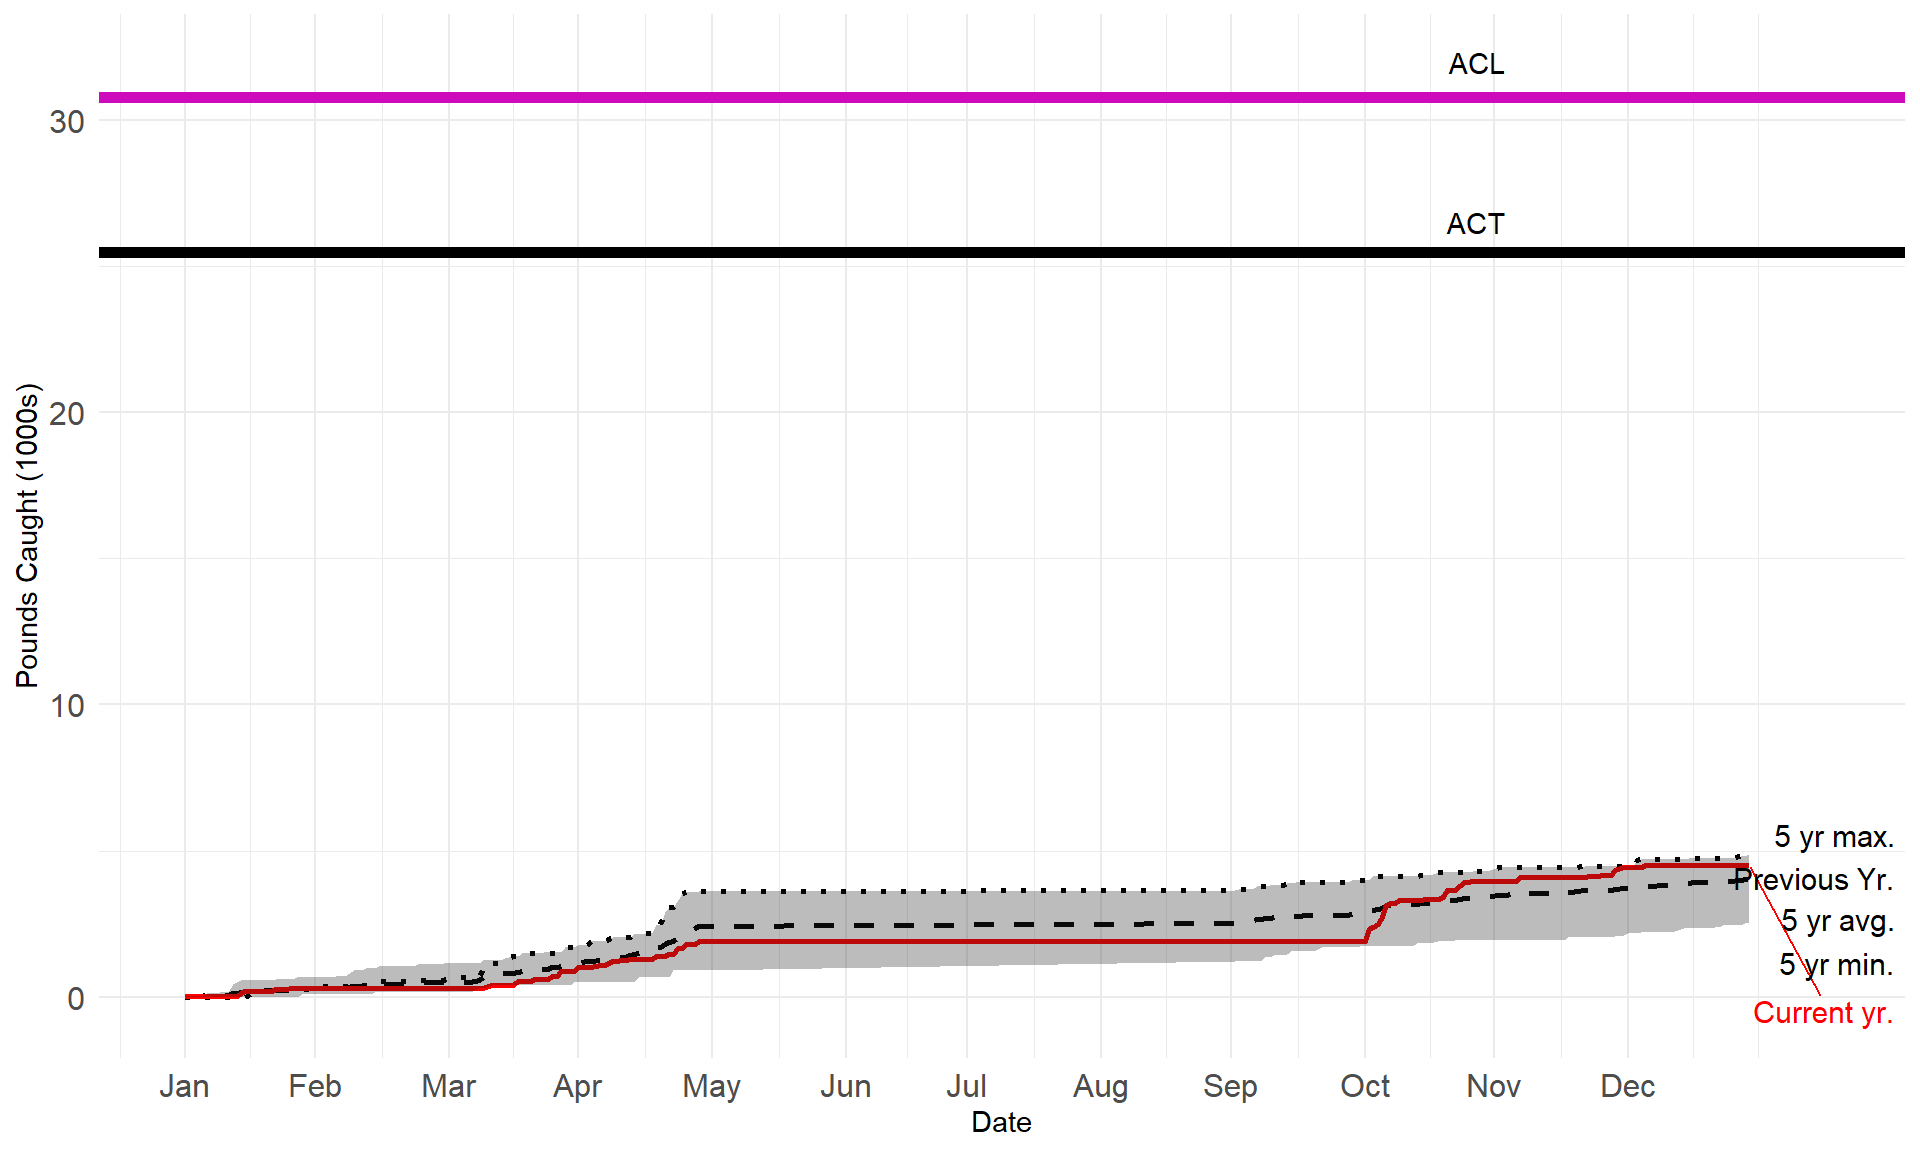 ACL
30
ACT
20
Pounds Caught (1000s)
10
5 yr max.
Previous Yr.
5 yr avg.
5 yr min.
0
Current yr.
Jan Feb Mar Apr May Jun Jul Aug Sep Oct Nov Dec
Date